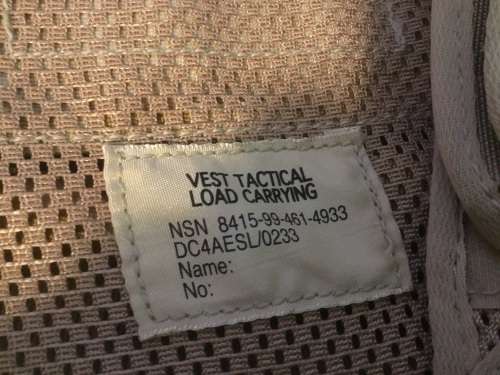 VEST TACTICAL
LOAD CARRYING
NSN 8415-99-461-4933
DC4AESL/0233
Name:
No: